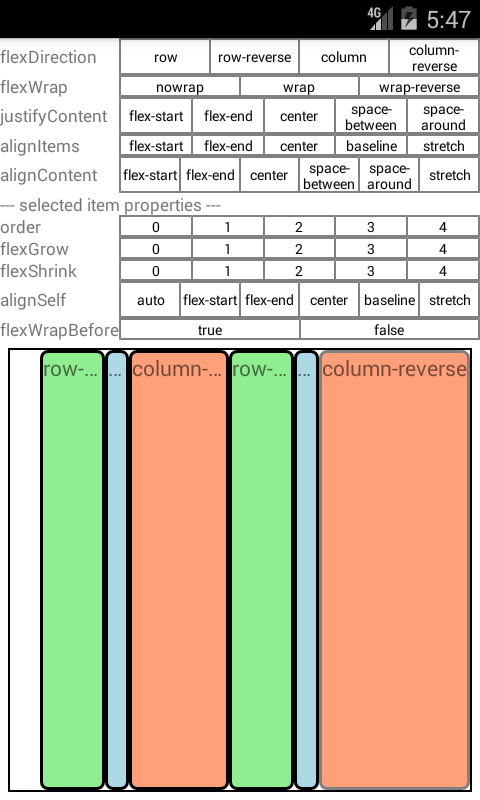 4G 5:47
flexDirection row row-reverse column column-
reverse
flexWrap nowrap wrap wrap-reverse
justifyContent flex-start flex-end center space-
between space-
around
alignItems flex-start flex-end center baseline stretch
alignContent flex-start flex-end center space-
between space-
around stretch
--- selected item properties ---
order 0 1 2 3 4
flexGrow 0 1 2 3 4
flexShrink 0 1 2 3 4
alignSelf auto flex-start flex-end center baseline stretch
flexWrapBefore true false
row-... ... column-... row-... ... column-reverse